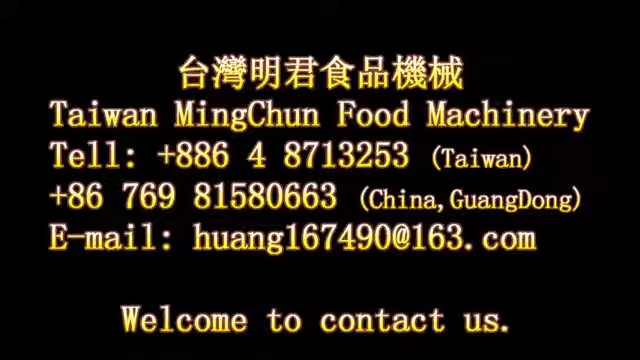 台灣明君食品機械
Taiwan MingChun Food Machinery
Tell: +886 4 8713253 (Taiwan)
+86 769 81580663 (China,GuangDong)
E-mail: huang167490@163.com
Welcome to contact us.